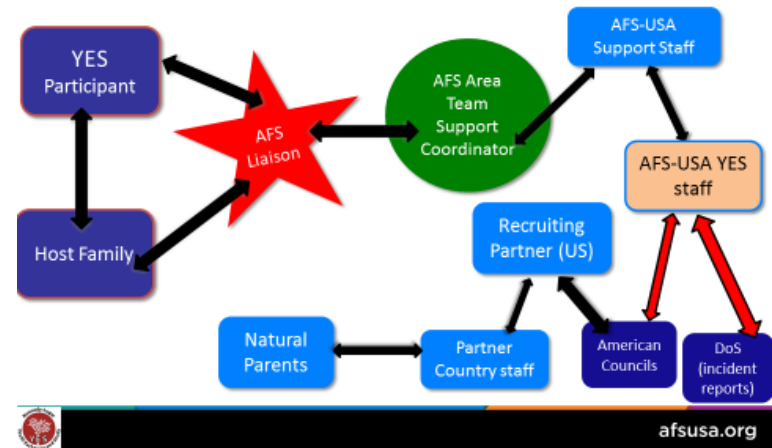 AFS-USA
Support Staff
YES
Participant
AFS Area
Team
Support
Coordinator
AFS
Liaison
AFS-USA YES
staff
Host Family
Recruiting
Partner (US)
Natural
Parents
Partner
Country staff
American
Councils
DoS
(incident
reports)
YES
afsusa.org